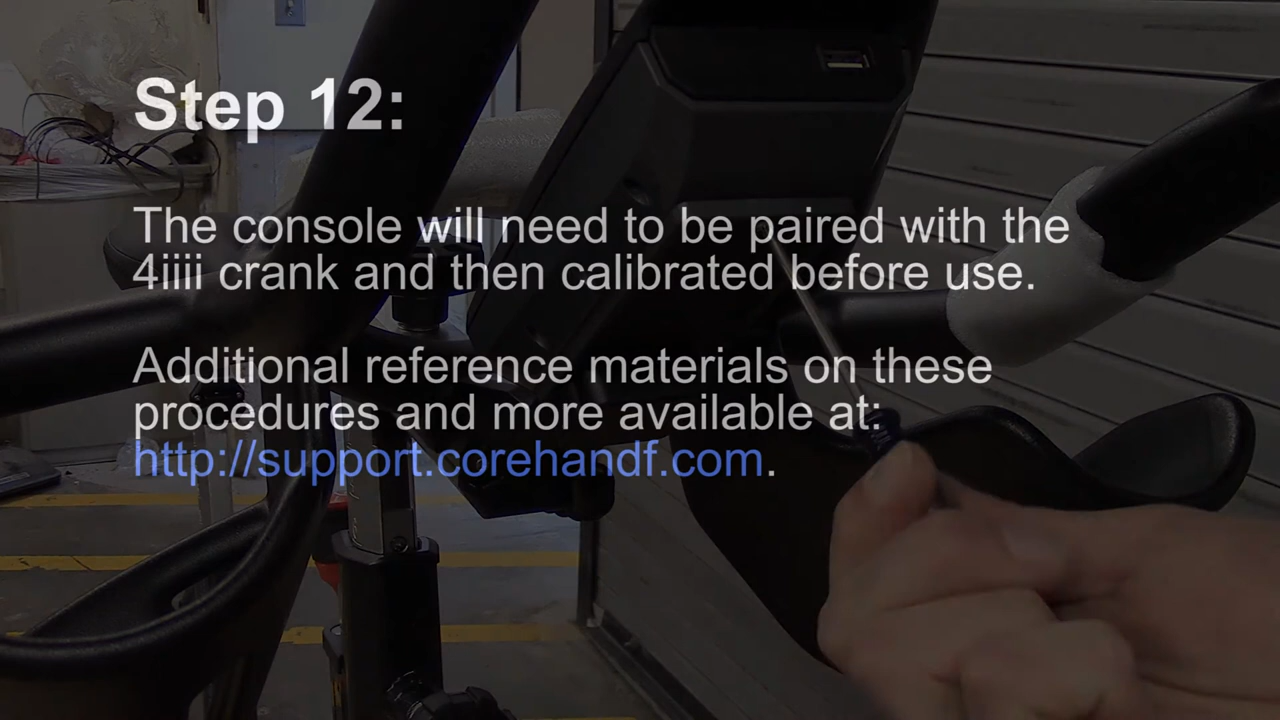 Step 12:
The console will need to be paired with the
4iiii crank and then calibrated before use.
Additional reference materials on these
procedures and more available at:
http://support.corehandf.com.